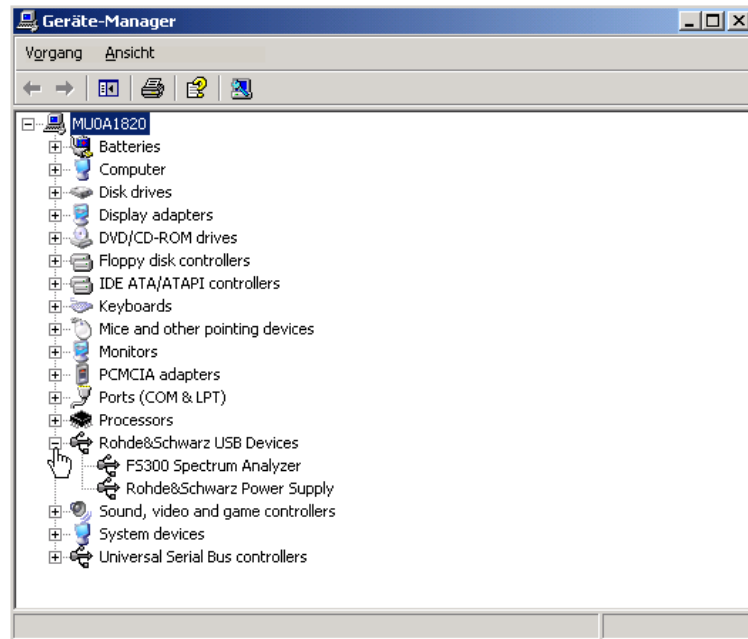 Geräte-Manager
Vorgang Ansicht
MU0A1820
Batteries
Computer
Disk drives
Display adapters
DVD/CD-ROM drives
Floppy disk controllers
IDE ATA/ATAPI controllers
Keyboards
Mice and other pointing devices
Monitors
PCMCIA adapters
Ports (COM & LPT)
Processors
Rohde&Schwarz USB Devices
FS300 Spectrum Analyzer
Rohde&Schwarz Power Supply
Sound, video and game controllers
System devices
Universal Serial Bus controllers